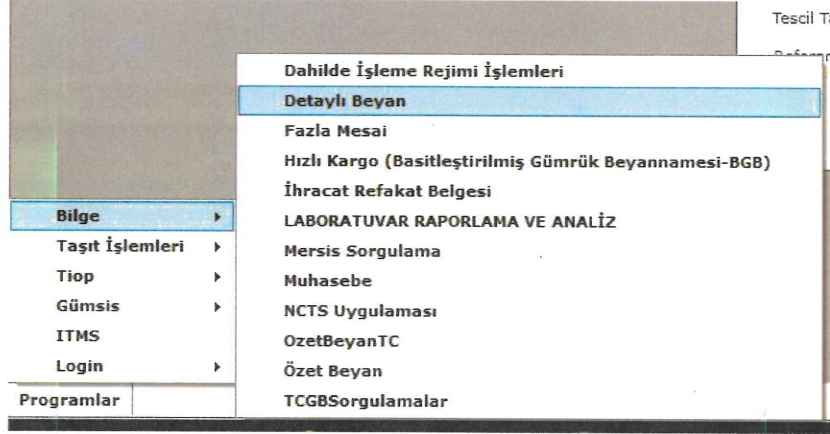 Tescil
Dahilde İşleme Rejimi İşlemleri
Detaylı Beyan
Fazla Mesai
Hızlı Kargo (Basitleştirilmiş Gümrük Beyannamesi-BGB)
İhracat Refakat Belgesi
LABORATUVAR RAPORLAMA VE ANALİZ
Mersis Sorgulama
Muhasebe
NCTS Uygulaması
OzetBeyanTC
Özet Beyan
TCGBSorgulamalar
Bilge
Taşıt İşlemleri
Tiop
Gümsis
ITMS
Login
Programlar